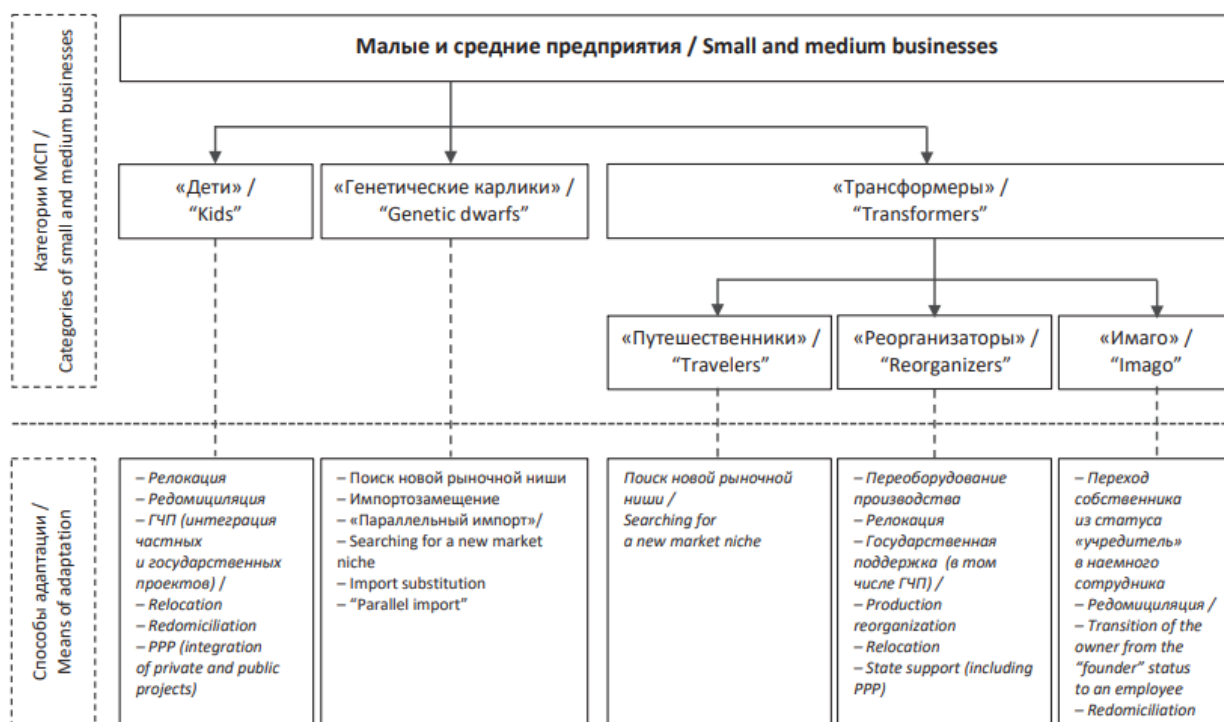 Малые и средние предприятия / Small and medium businesses
Категории МСП /
Categories of small and medium businesses
«Дети» /
“Kids”
«Генетические карлики» /
“Genetic dwarfs”
«Трансформеры» /
“Transformers”
«Путешественники» /
“Travelers”
«Реорганизаторы» /
“Reorganizers”
«Имаго» /
“Imago”
Способы адаптации /
Means of adaptation
– Релокация
– Редомициляция
– ГЧП (интеграция
частных
и государственных
проектов) /
– Relocation
– Redomiciliation
– PPP (integration
of private and public
projects)
– Поиск новой рыночной ниши
– Импортозамещение
– «Параллельный импорт»/
– Searching for a new market
niche
– Import substitution
– “Parallel import”
Поиск новой рыночной
ниши /
Searching for
a new market niche
– Переоборудование
производства
– Релокация
– Государственная
поддержка (в том
числе ГЧП) /
– Production
reorganization
– Relocation
– State support (including
PPP)
– Переход
собственника
из статуса
«учредитель»
в наемного
сотрудника
– Редомициляция /
– Transition of the
owner from the
“founder” status
to an employee
– Redomiciliation